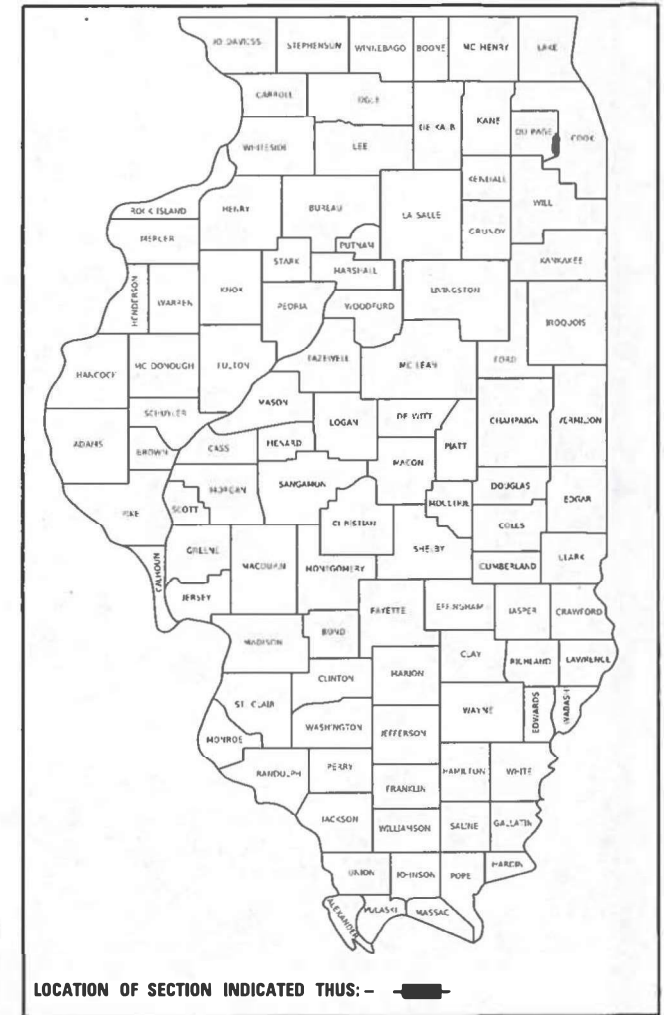 JO DAVIESS STEPHENSON WINNEBAGO BOONE MC HENRY LAKE
CARROLL OGLE DE KALB KANE DU PAGE COOK
WHITESIDE LEE
KENDALL
ROCK ISLAND HENRY BUREAU LA SALLE GRUNDY WILL
MERCER PUTNAM
STARK MARSHALL KANKAKEE
HENDERSON WARREN KNOX PEORIA WOODFORD LIVINGSTON IROQUOIS
HANCOCK MC DONOUGH FULTON TAZEWELL MC LEAN FORD
MASON
SCHUYLER LOGAN DE WITT CHAMPAIGN VERMILION
ADAMS BROWN CASS MENARD PIATT
MACON
MORGAN SANGAMON DOUGLAS
PIKE SCOTT MOULTRIE EDGAR
CHRISTIAN COLES
GREENE SHELBY
CALHOUN MACOUPIN MONTGOMERY CUMBERLAND CLARK
JERSEY
FAYETTE EFFINGHAM JASPER CRAWFORD
MADISON BOND
CLAY RICHLAND LAWRENCE
CLINTON MARION
ST. CLAIR WAYNE EDWARDS WABASH
WASHINGTON JEFFERSON
MONROE
RANDOLPH PERRY HAMILTON WHITE
FRANKLIN
JACKSON WILLIAMSON SALINE GALLATIN
UNION JOHNSON POPE HARDIN
ALEXANDER PULASKI MASSAC
LOCATION OF SECTION INDICATED THUS: -